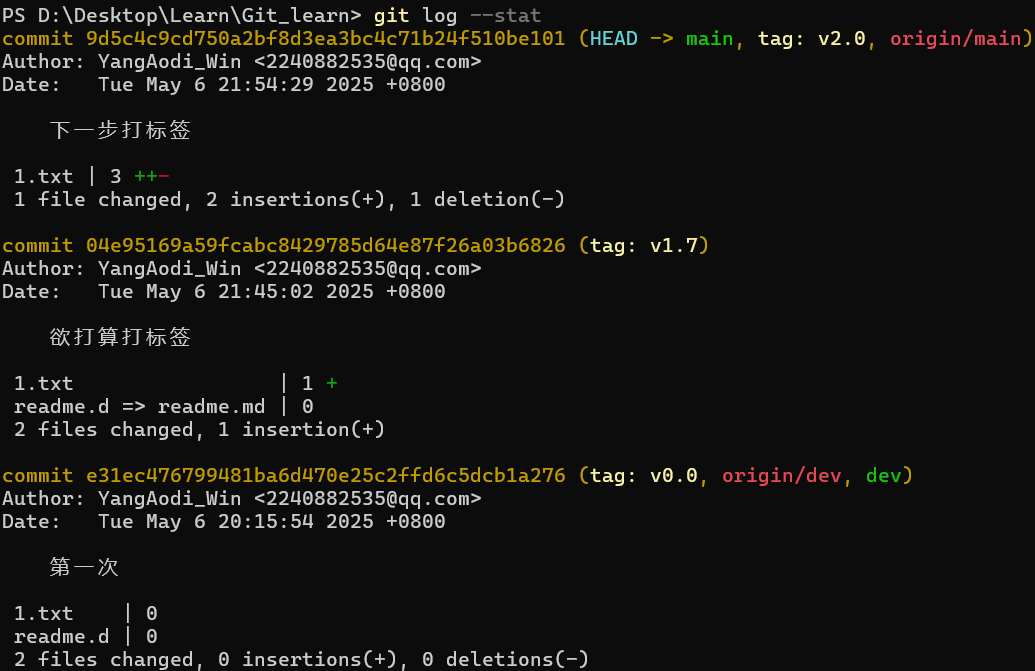 PS D:\Desktop\Learn\Git_learn> git log --stat
commit 9d5c4c9cd750a2bf8d3ea3bc4c71b24f510be101 (HEAD -> main, tag: v2.0, origin/main)
Author: YangAodi_Win <2240882535@qq.com>
Date:   Tue May 6 21:54:29 2025 +0800

    下一步打标签

 1.txt | 3 ++-
 1 file changed, 2 insertions(+), 1 deletion(-)

commit 04e95169a59fcabc8429785d64e87f26a03b6826 (tag: v1.7)
Author: YangAodi_Win <2240882535@qq.com>
Date:   Tue May 6 21:45:02 2025 +0800

    欲打算打标签

 1.txt                 | 1 +
 readme.d => readme.md | 0
 2 files changed, 1 insertion(+)

commit e31ec476799481ba6d470e25c2ffd6c5dcb1a276 (tag: v0.0, origin/dev, dev)
Author: YangAodi_Win <2240882535@qq.com>
Date:   Tue May 6 20:15:54 2025 +0800

    第一次

 1.txt    | 0
 readme.d | 0
 2 files changed, 0 insertions(+), 0 deletions(-)